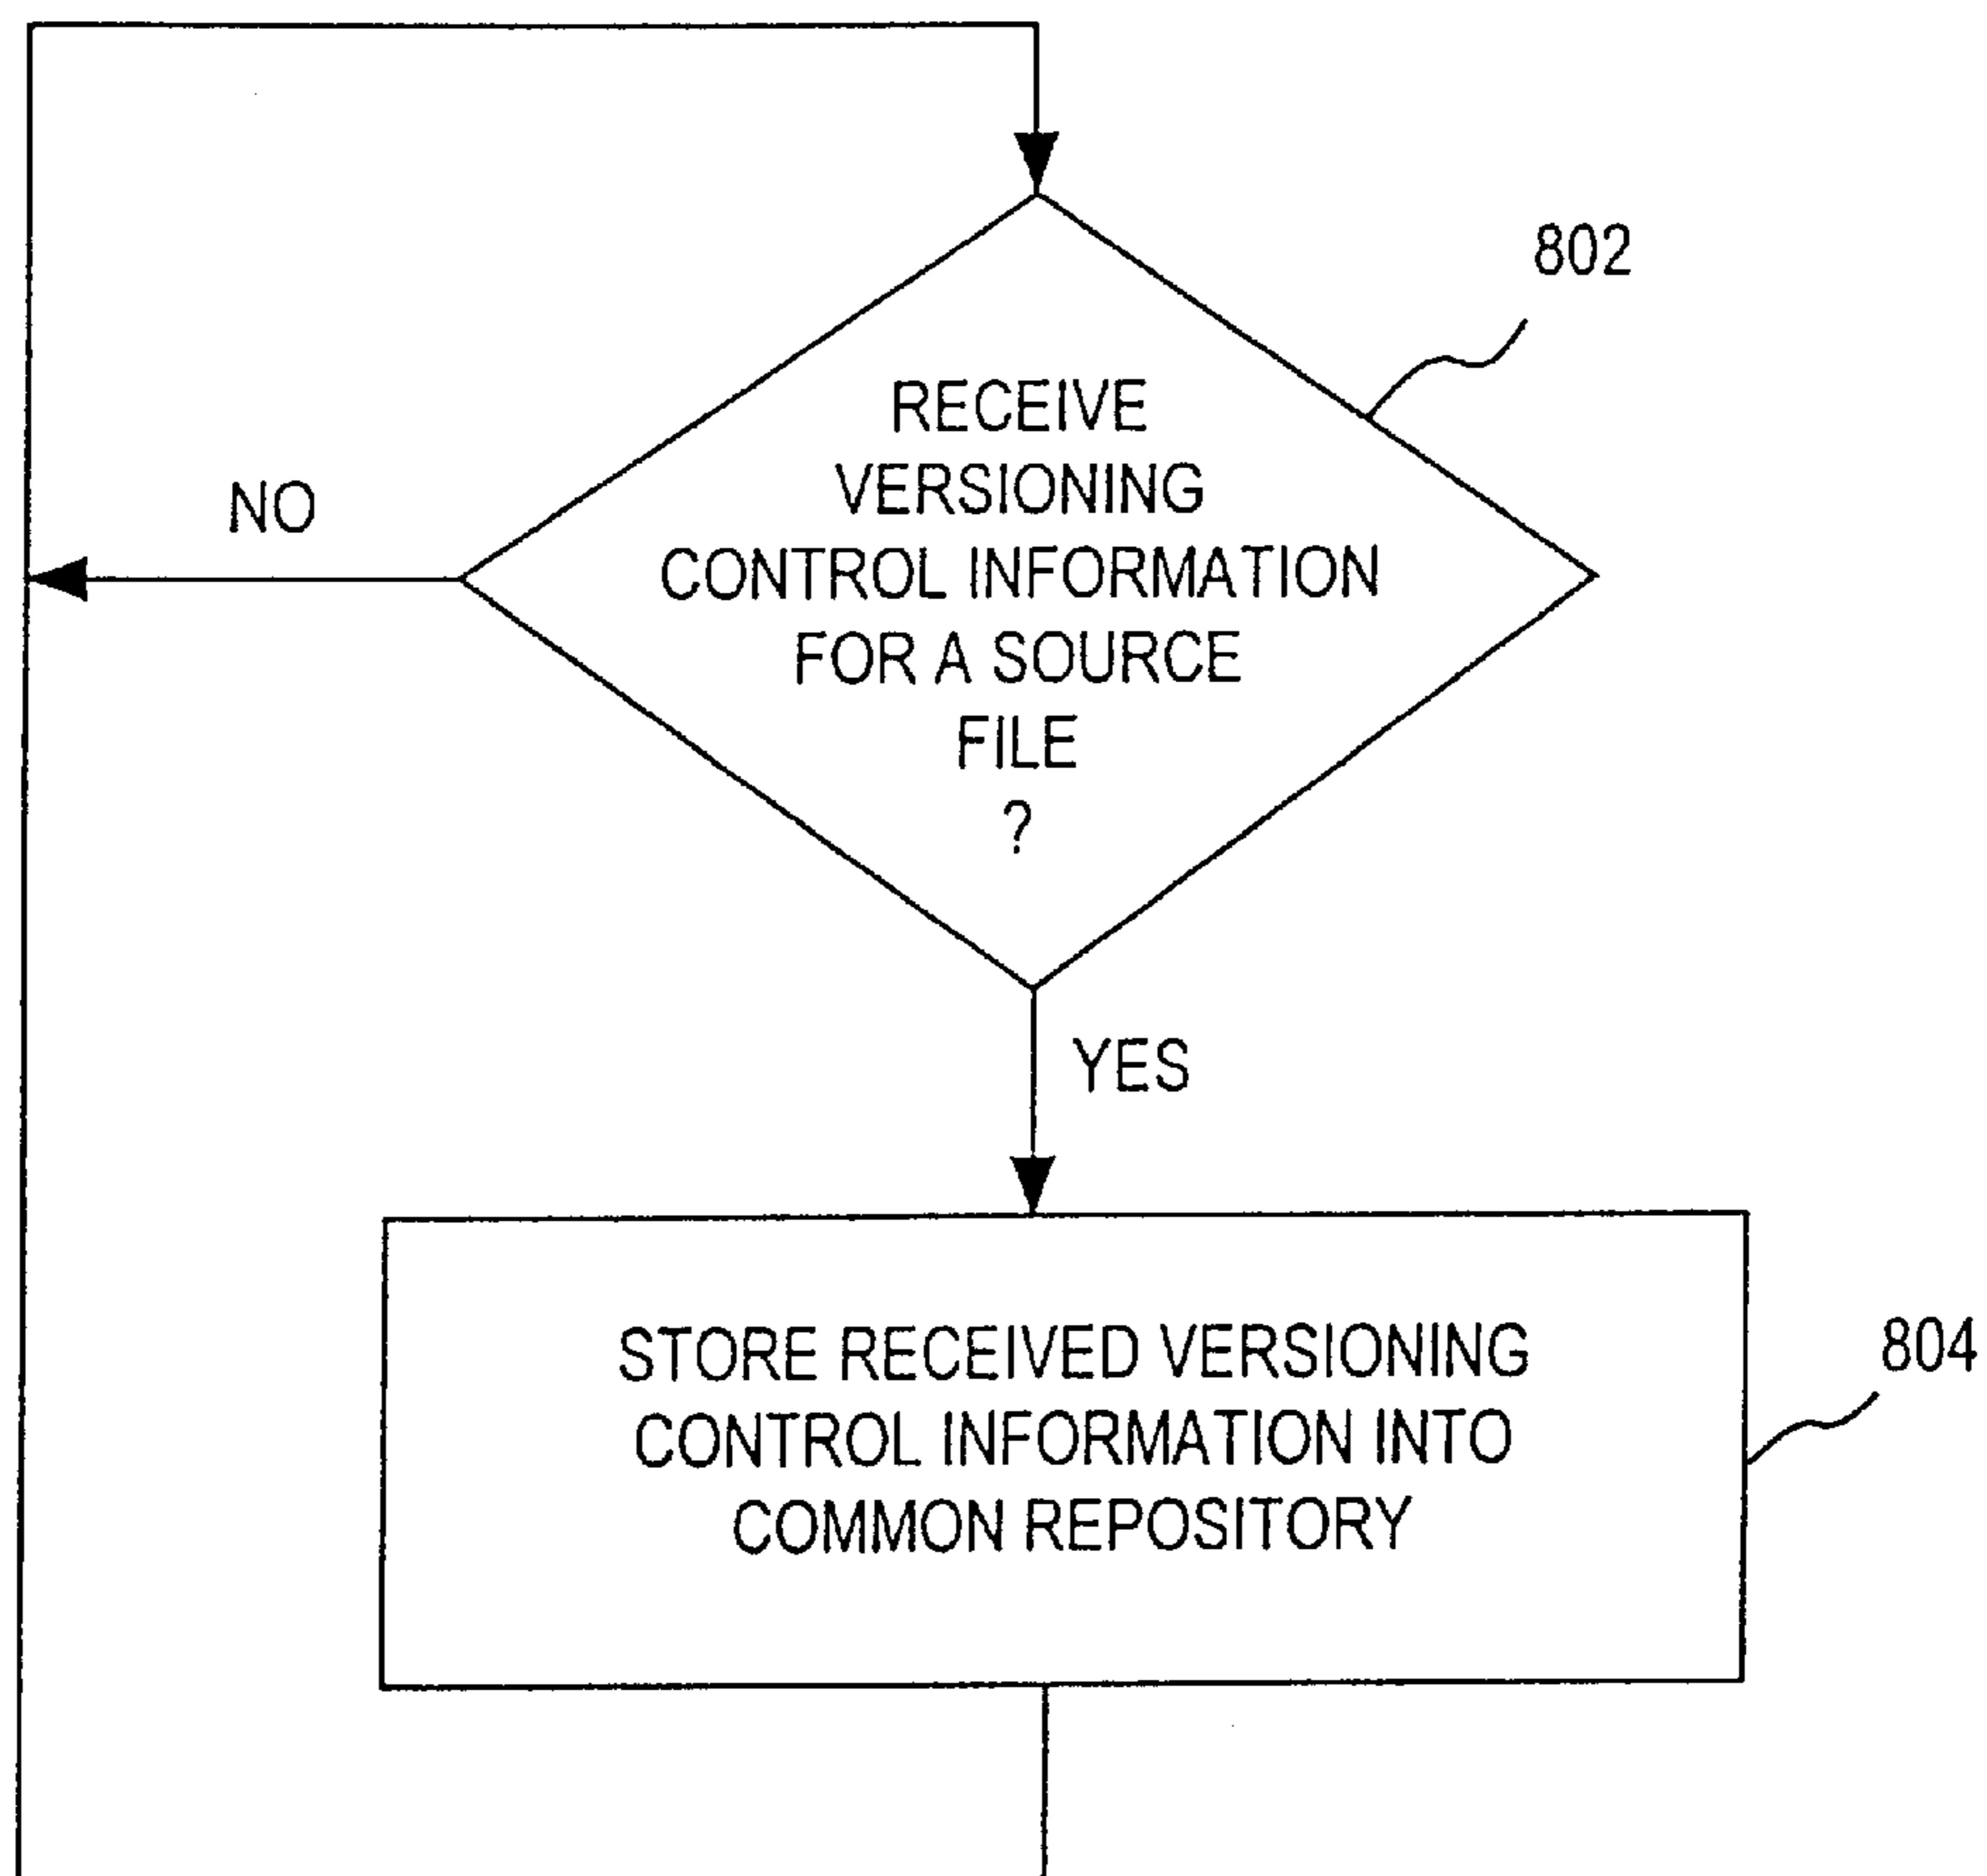 802
RECEIVE
VERSIONING
CONTROL INFORMATION
FOR A SOURCE
FILE
?
NO
YES
STORE RECEIVED VERSIONING
CONTROL INFORMATION INTO
COMMON REPOSITORY
804